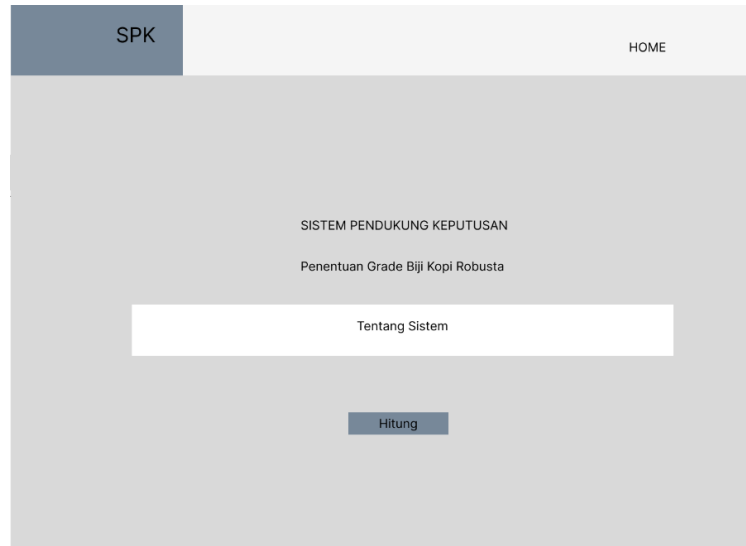 SPK
HOME
SISTEM PENDUKUNG KEPUTUSAN
Penentuan Grade Biji Kopi Robusta
Tentang Sistem
Hitung